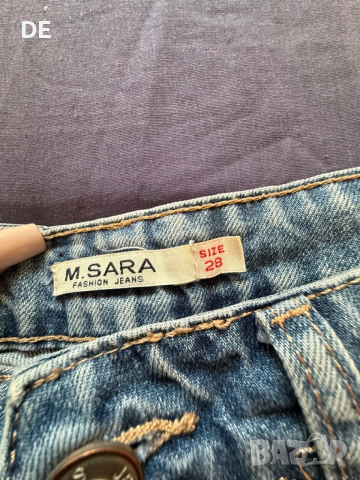 DE
M.SARA
FASHION JEANS
SIZE
28
BAZAR